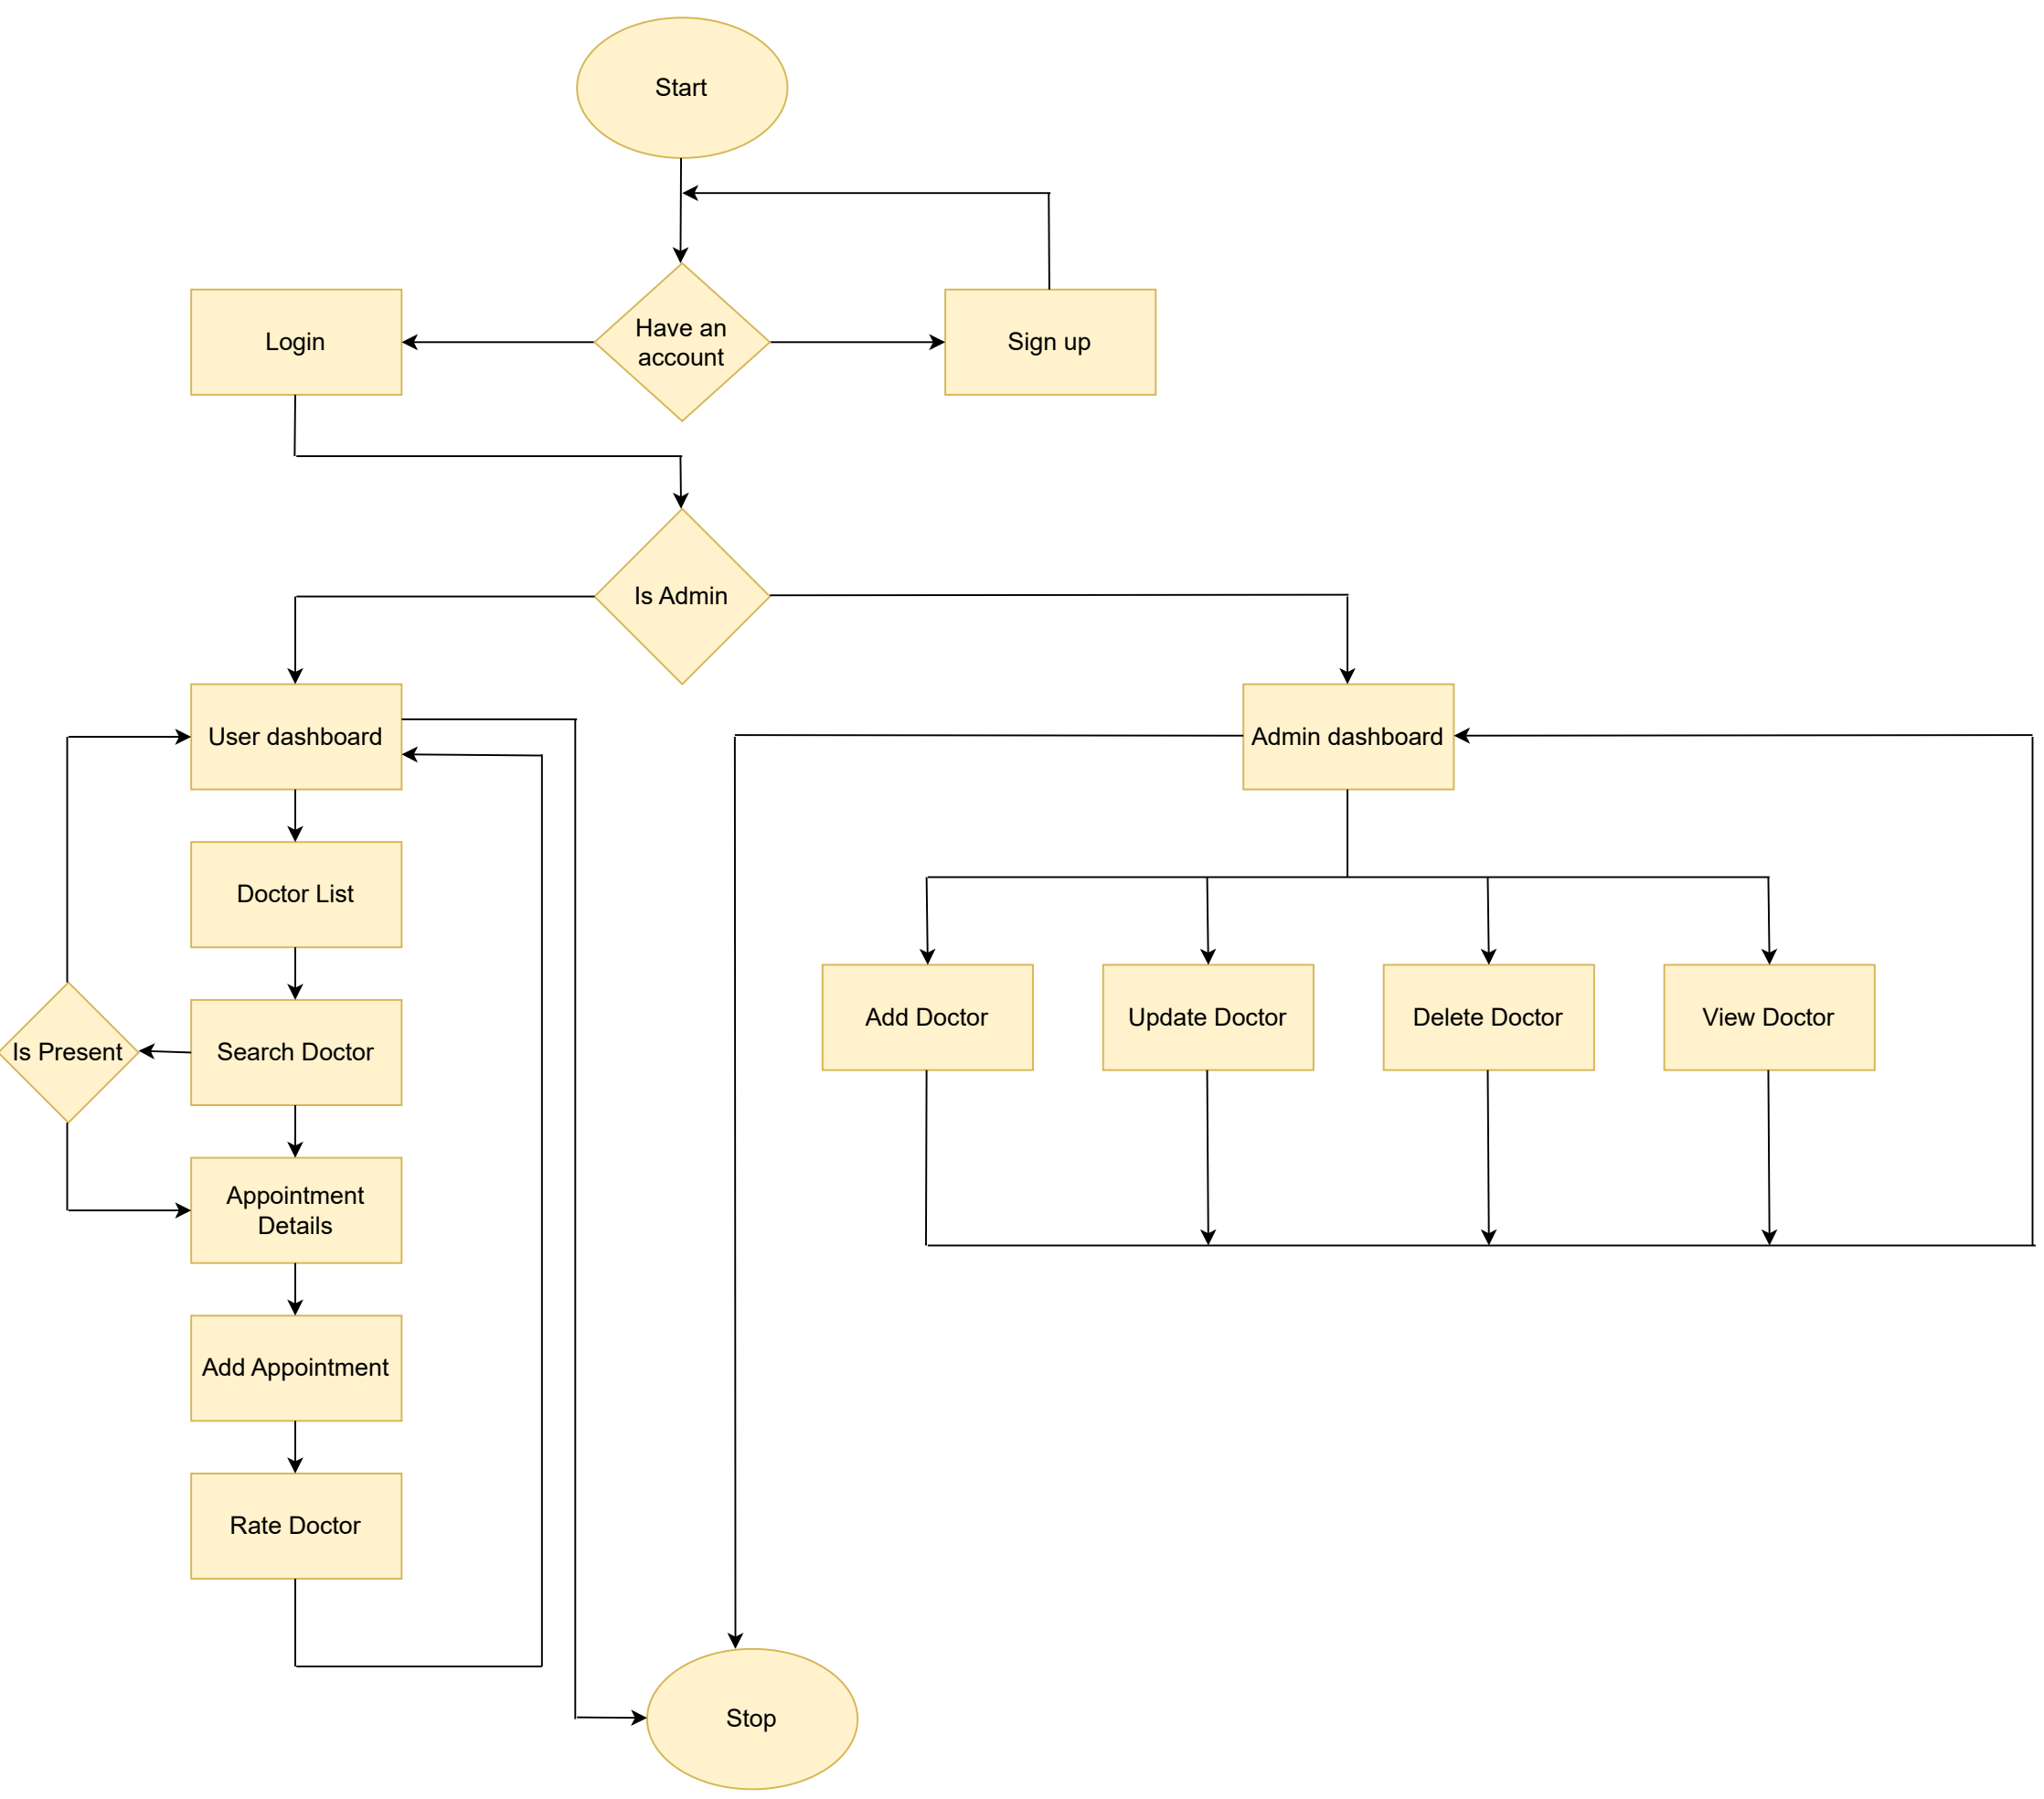 Start
Login
Have an
account
Sign up
Is Admin
User dashboard
Admin dashboard
Doctor List
Add Doctor
Update Doctor
Delete Doctor
View Doctor
Is Present
Search Doctor
Appointment
Details
Add Appointment
Rate Doctor
Stop